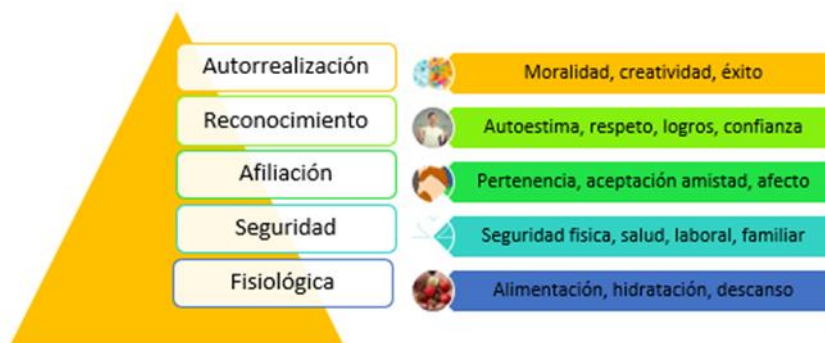 Autorrealización
Moralidad, creatividad, éxito
Reconocimiento
Autoestima, respeto, logros, confianza
Afiliación
Pertenencia, aceptación amistad, afecto
Seguridad
Seguridad fisica, salud, laboral, familiar
Fisiológica
Alimentación, hidratación, descanso